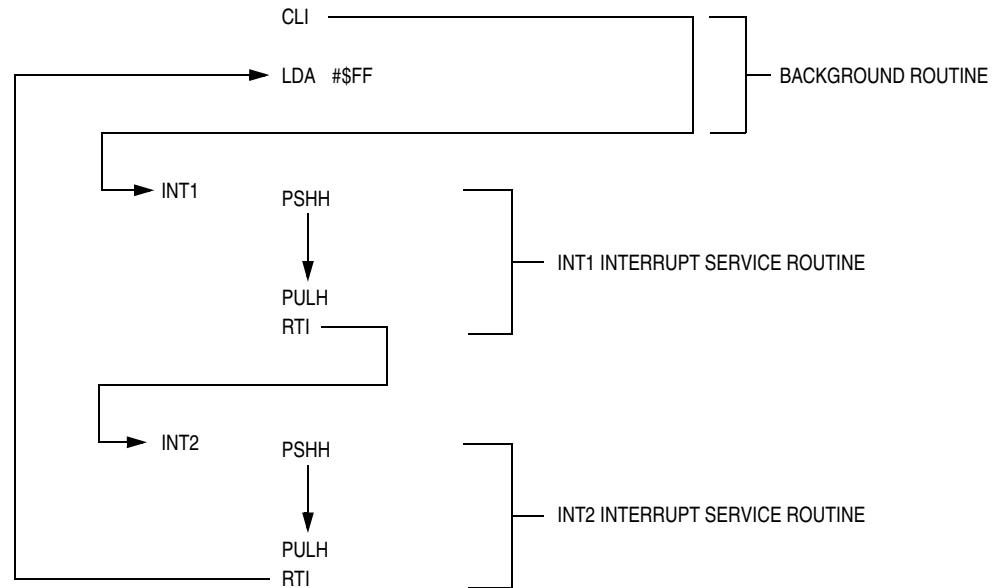 CLI
LDA #$FF
BACKGROUND ROUTINE
INT1
PSHH
INT1 INTERRUPT SERVICE ROUTINE
PULH
RTI
INT2
PSHH
INT2 INTERRUPT SERVICE ROUTINE
PULH
RTI